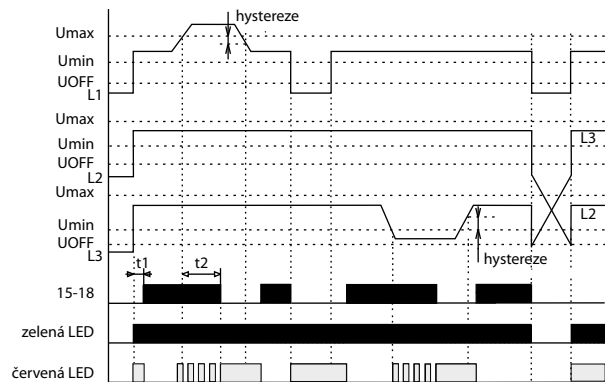 hystereze
Umax
Umin
UOFF
L1
Umax
Umin
L3
UOFF
L2
Umax
L2
Umin
UOFF
hystereze
L3
t1
t2
15-18
zelená LED
červená LED